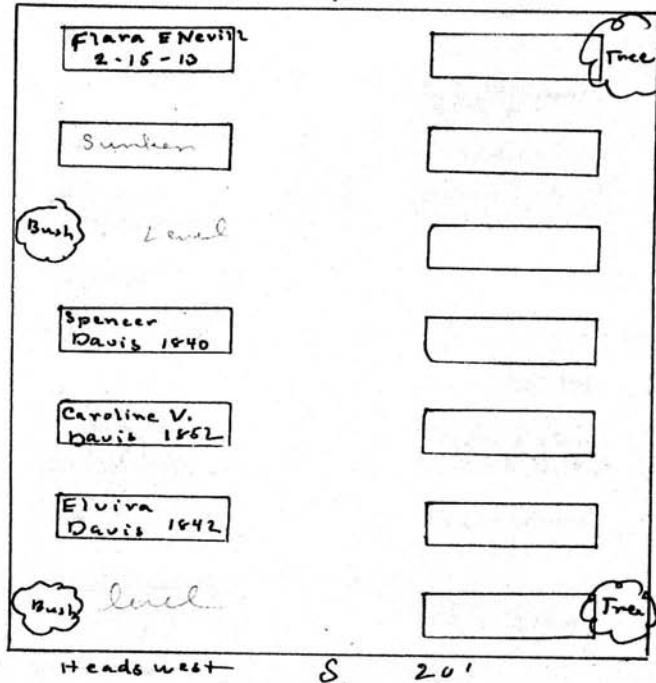 Flara E Nevill
2-15-13
Tree
Sunken
Bush
Level
Spencer
Davis 1840
Caroline V.
Davis 1852
Elvira
Davis 1842
Bush
level
Tree
Heads west S 20'